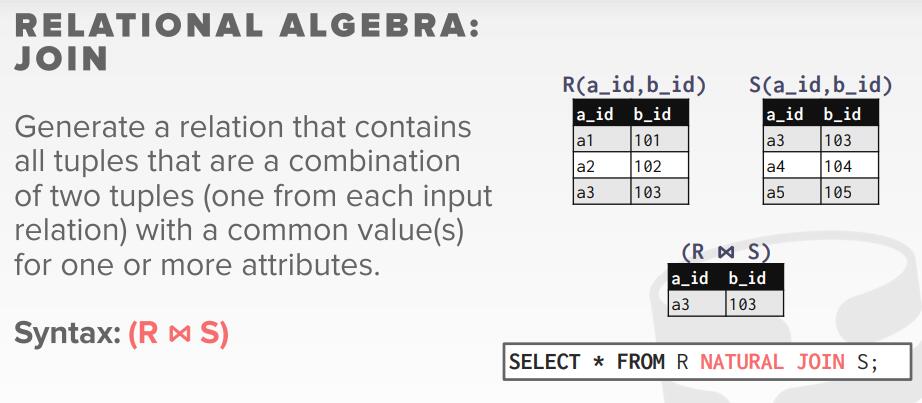 RELATIONAL ALGEBRA:
JOIN
Generate a relation that contains
all tuples that are a combination
of two tuples (one from each input
relation) with a common value(s)
for one or more attributes.
Syntax: (R ⋈ S)
R(a_id,b_id)
a_id b_id
a1 101
a2 102
a3 103
S(a_id,b_id)
a_id b_id
a3 103
a4 104
a5 105
(R ⋈ S)
a_id b_id
a3 103
SELECT * FROM R NATURAL JOIN S;